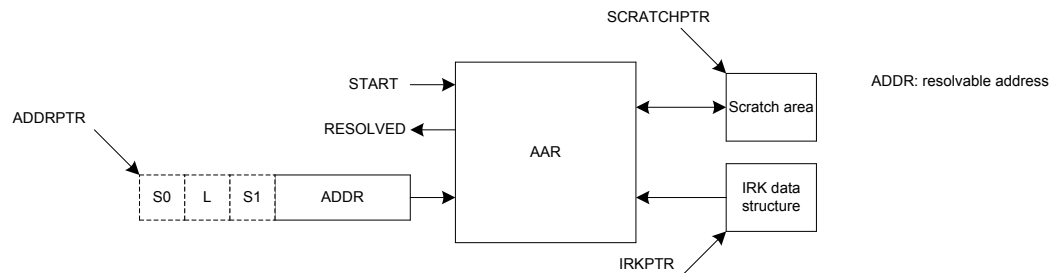 SCRATCHPTR
START
ADDR: resolvable address
Scratch area
ADDRPTR
RESOLVED
AAR
S0 L S1 ADDR
IRK data
structure
IRKPTR